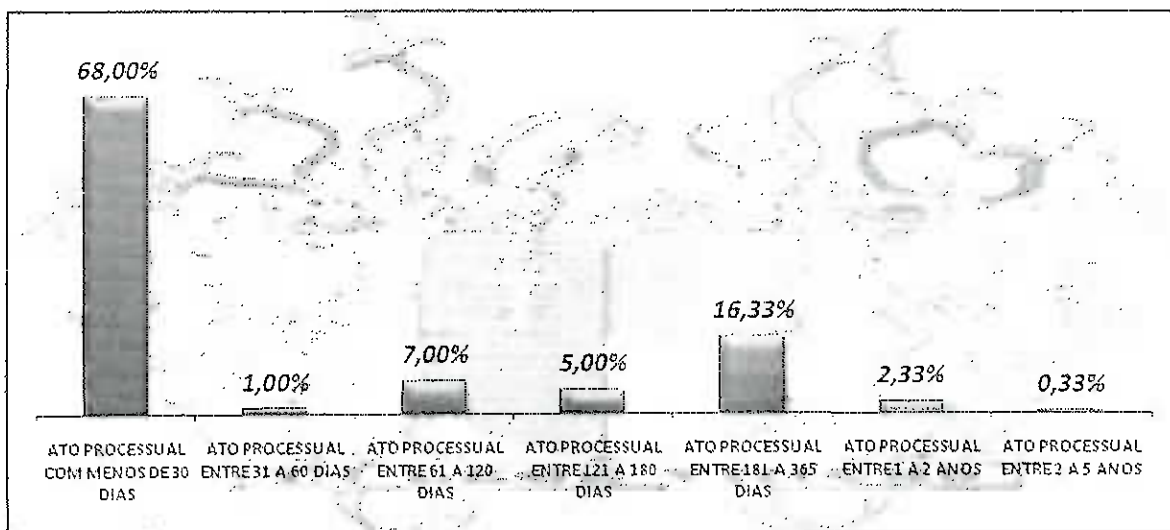 68,00%
1,00%
7,00%
5,00%
16,33%
2,33%
0,33%
ATO PROCESSUAL
COM MENOS DE 30
DIAS
ATO PROCESSUAL
ENTRE 31 A 60 DIAS
ATO PROCESSUAL
ENTRE 61 A 120
DIAS
ATO PROCESSUAL
ENTRE 121 A 180
DIAS
ATO PROCESSUAL
ENTRE 181 A 365
DIAS
ATO PROCESSUAL
ENTRE 1 A 2 ANOS
ATO PROCESSUAL
ENTRE 2 A 5 ANOS